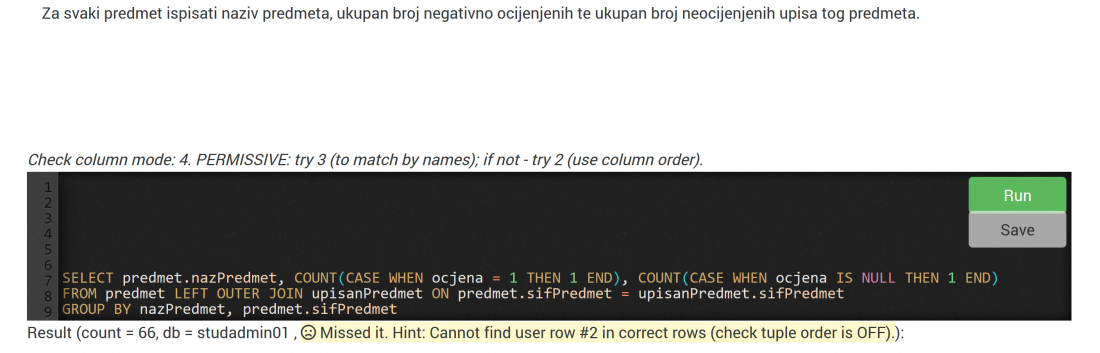 Za svaki predmet ispisati naziv predmeta, ukupan broj negativno ocijenjenih te ukupan broj neocijenjenih upisa tog predmeta.
Check column mode: 4. PERMISSIVE: try 3 (to match by names); if not - try 2 (use column order).
1
2
3
4
5
6
7 SELECT predmet.nazPredmet, COUNT(CASE WHEN ocjena = 1 THEN 1 END), COUNT(CASE WHEN ocjena IS NULL THEN 1 END)
8 FROM predmet LEFT OUTER JOIN upisanPredmet ON predmet.sifPredmet = upisanPredmet.sifPredmet
9 GROUP BY nazPredmet, predmet.sifPredmet
Run
Save
Result (count = 66, db = studadmin01 , ☹ Missed it. Hint: Cannot find user row #2 in correct rows (check tuple order is OFF).):